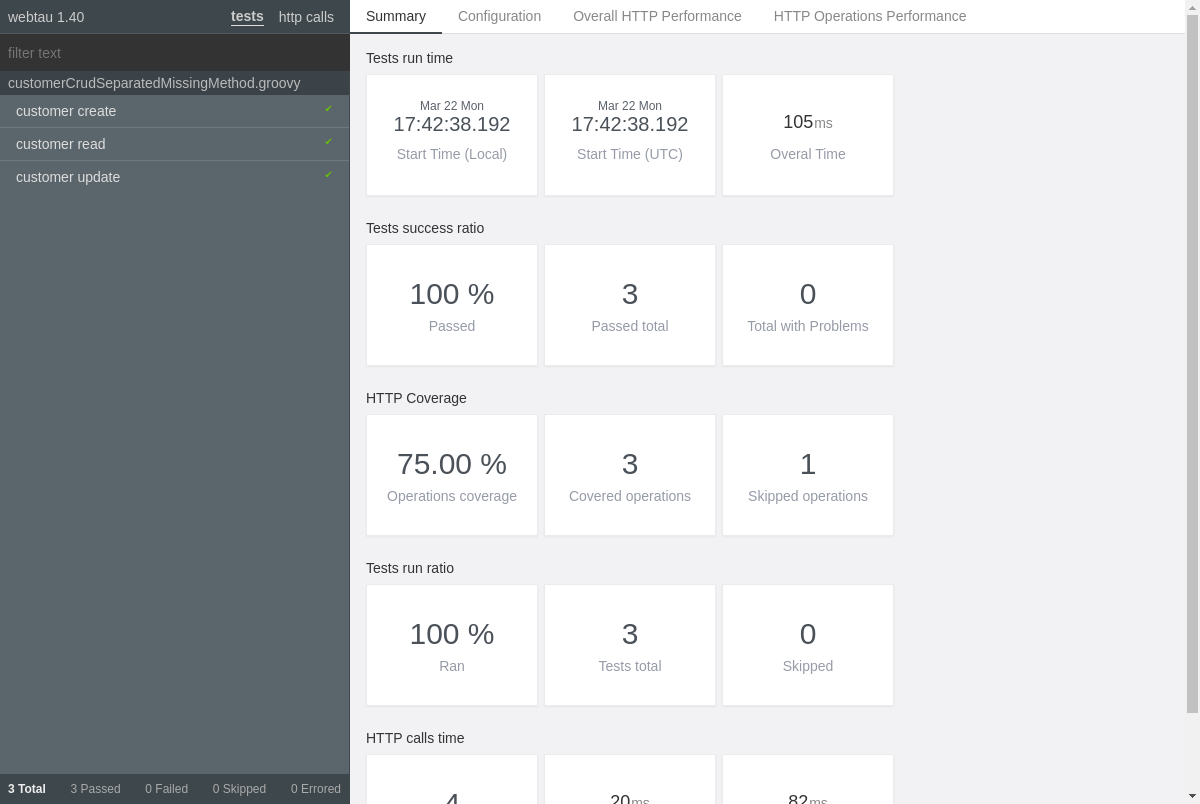 webtau 1.40 tests http calls
filter text
customerCrudSeparatedMissingMethod.groovy
customer create
customer read
customer update
3 Total 3 Passed 0 Failed 0 Skipped 0 Errored
Summary Configuration Overall HTTP Performance HTTP Operations Performance
Tests run time
Mar 22 Mon
17:42:38.192
Start Time (Local)
Mar 22 Mon
17:42:38.192
Start Time (UTC)
105ms
Overal Time
Tests success ratio
100 %
Passed
3
Passed total
0
Total with Problems
HTTP Coverage
75.00 %
Operations coverage
3
Covered operations
1
Skipped operations
Tests run ratio
100 %
Ran
3
Tests total
0
Skipped
HTTP calls time
4
20ms
82ms